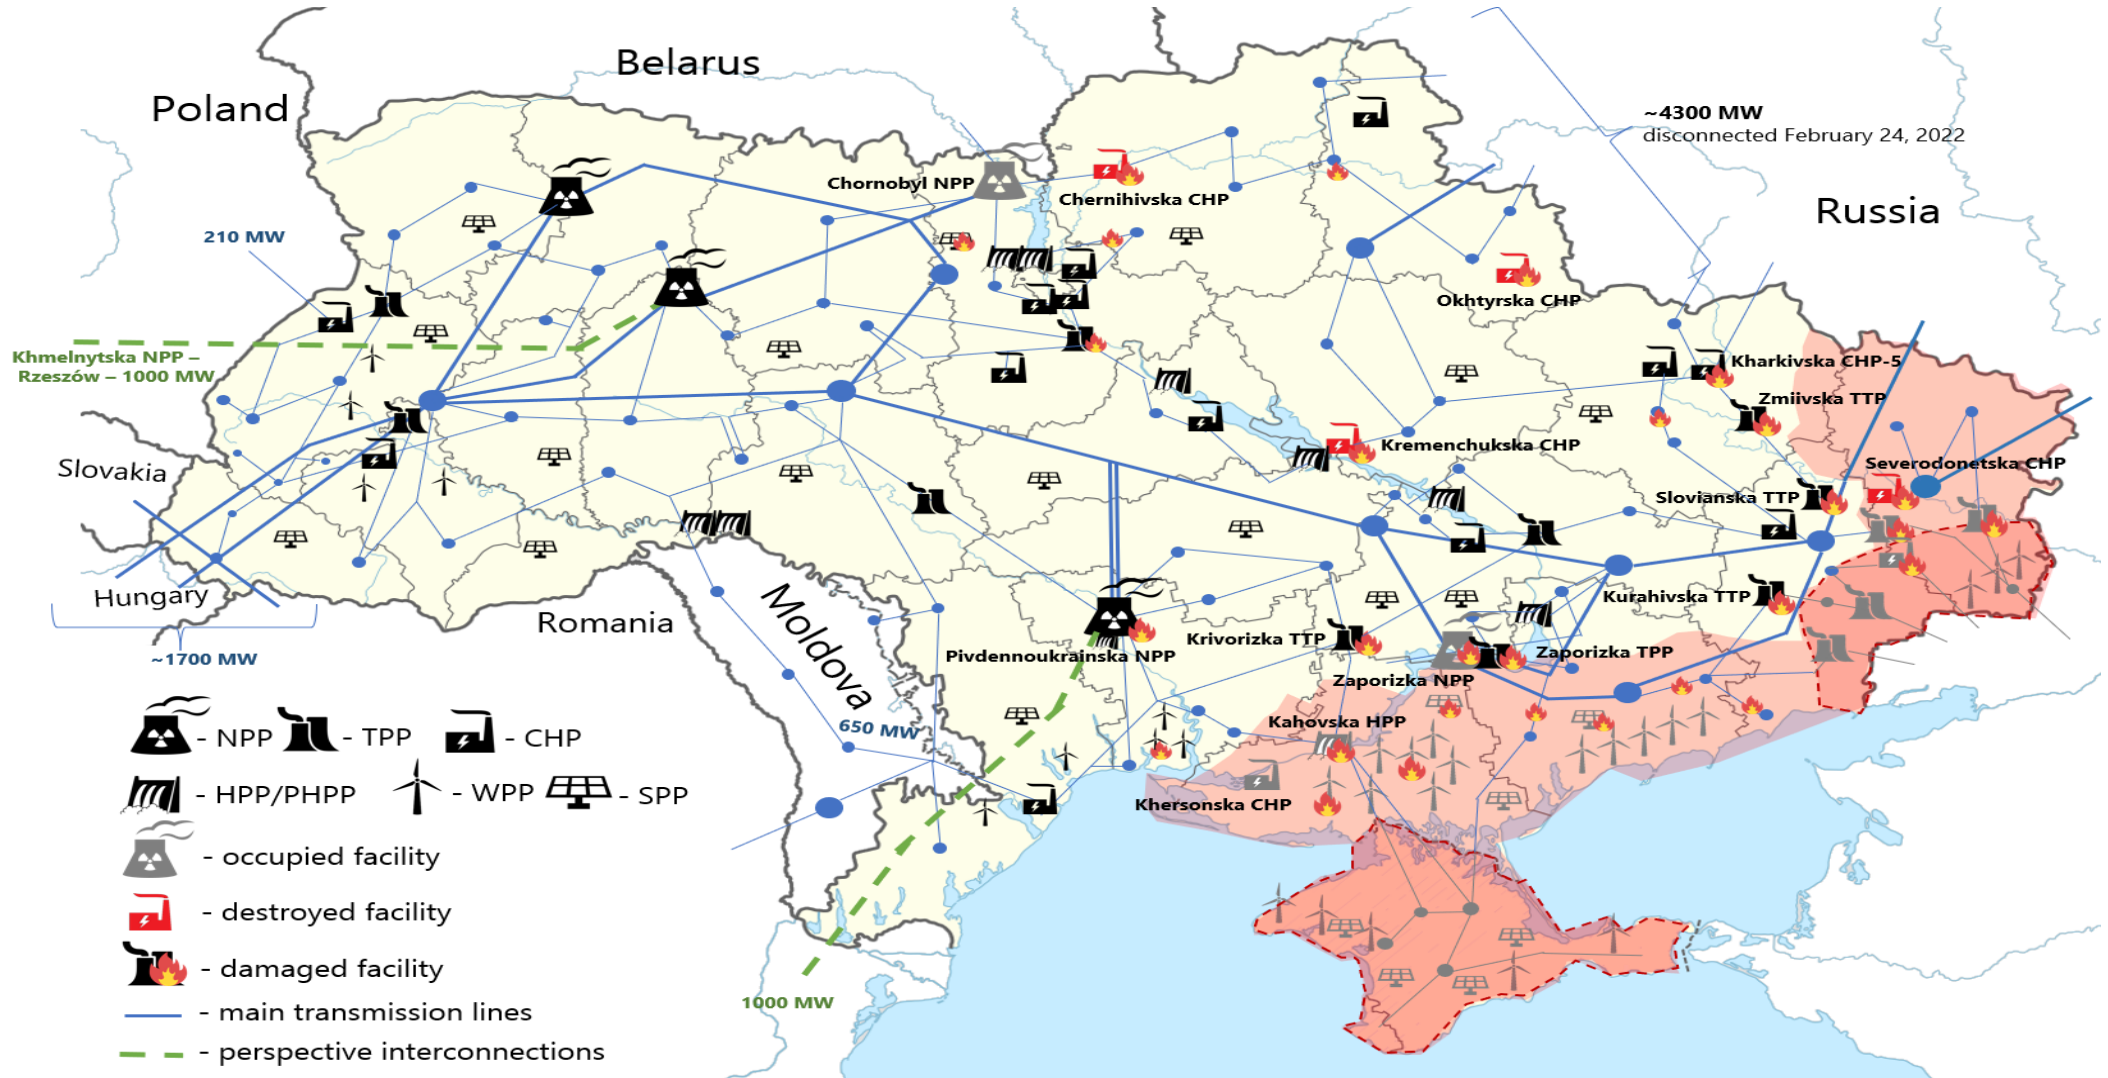 Belarus
Poland
~4300 MW
disconnected February 24, 2022
Chornobyl NPP
Chernihivska CHP
Russia
210 MW
Okhtyrska CHP
Khmelnytska NPP –
Rzeszów – 1000 MW
Kharkivska CHP-5
Zmiivska TTP
Kremenchukska CHP
Slovakia
Severodonetska CHP
Slovianska TTP
Hungary
Romania
Moldova
Kurahivska TTP
Krivorizka TTP
Pivdennoukrainska NPP
Zaporizka TPP
~1700 MW
Zaporizka NPP
650 MW
Kahovska HPP
Khersonska CHP
- NPP
- TPP
- CHP
- HPP/PHPP
- WPP
- SPP
- occupied facility
- destroyed facility
- damaged facility
1000 MW
- main transmission lines
- perspective interconnections